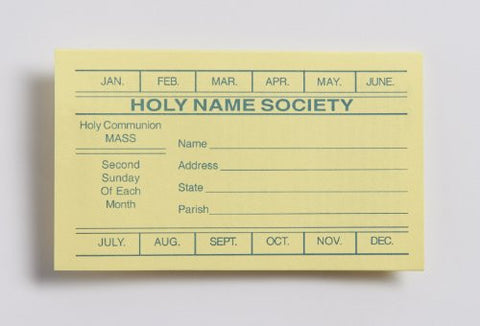 JAN. FEB. MAR. APR. MAY. JUNE.
HOLY NAME SOCIETY
Holy Communion
MASS
Second
Sunday
Of Each
Month
Name
Address
State
Parish
JULY. AUG. SEPT. OCT. NOV. DEC.